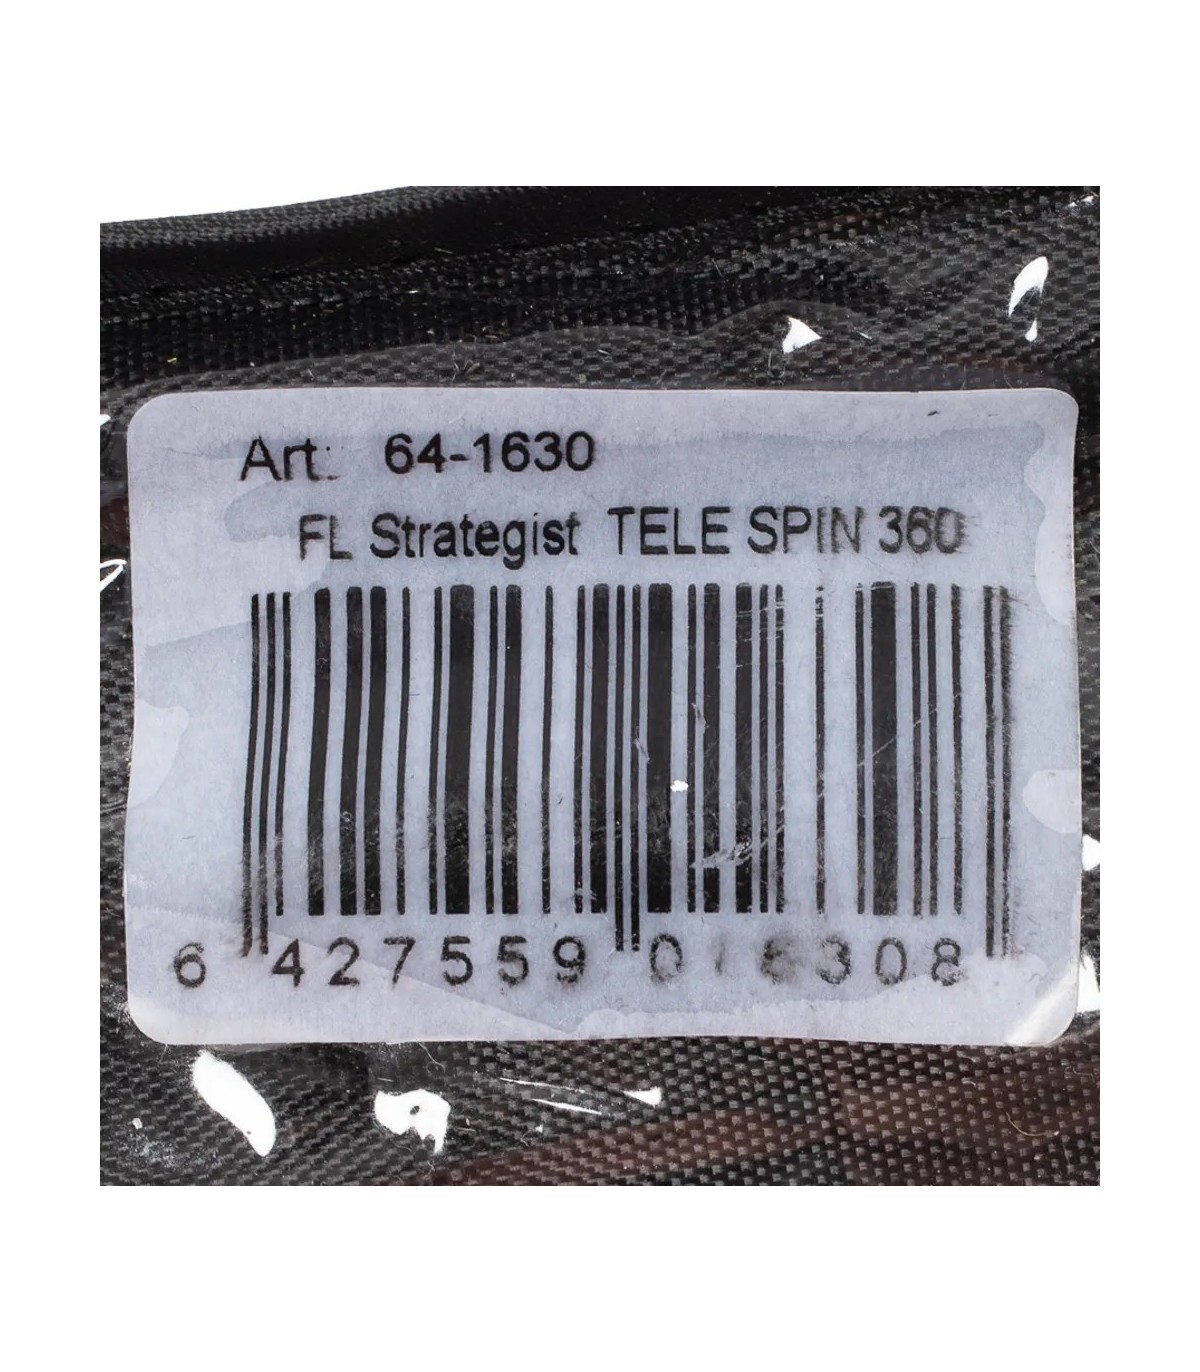 Art: 64-1630
FL Strategist TELE SPIN 360
6 427559 016308